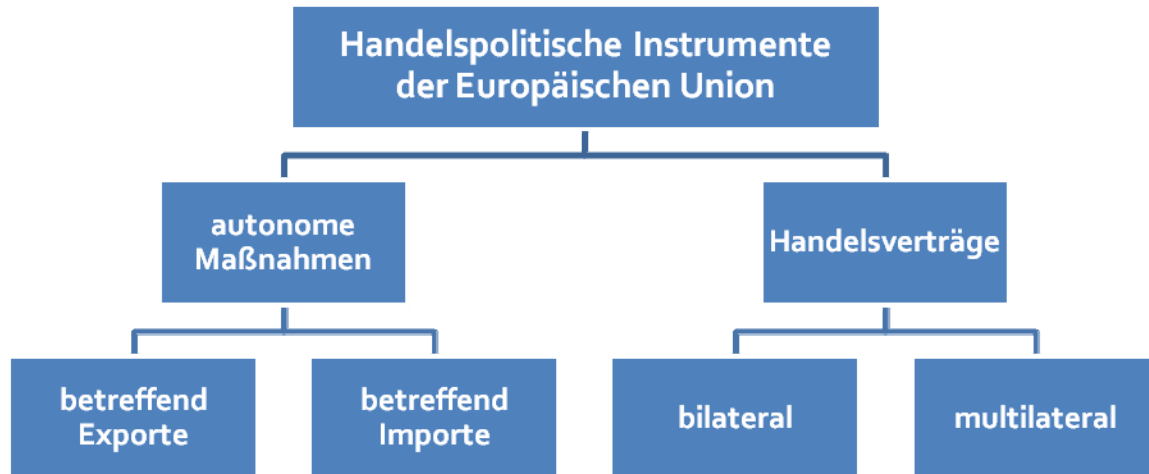 Handelspolitische Instrumente
der Europäischen Union
autonome
Maßnahmen
Handelsverträge
betreffend
Exporte
betreffend
Importe
bilateral
multilateral